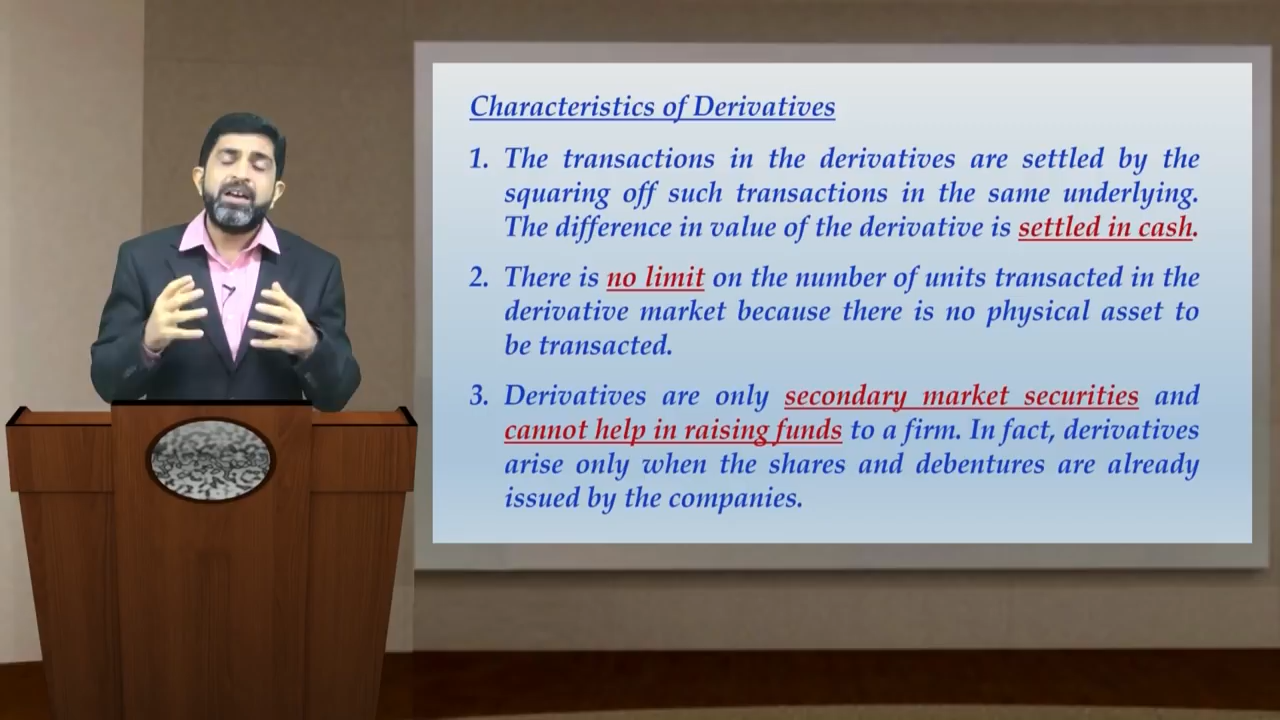 Characteristics of Derivatives
1. The transactions in the derivatives are settled by the
squaring off such transactions in the same underlying.
The difference in value of the derivative is settled in cash.
2. There is no limit on the number of units transacted in the
derivative market because there is no physical asset to
be transacted.
3. Derivatives are only secondary market securities and
cannot help in raising funds to a firm. In fact, derivatives
arise only when the shares and debentures are already
issued by the companies.